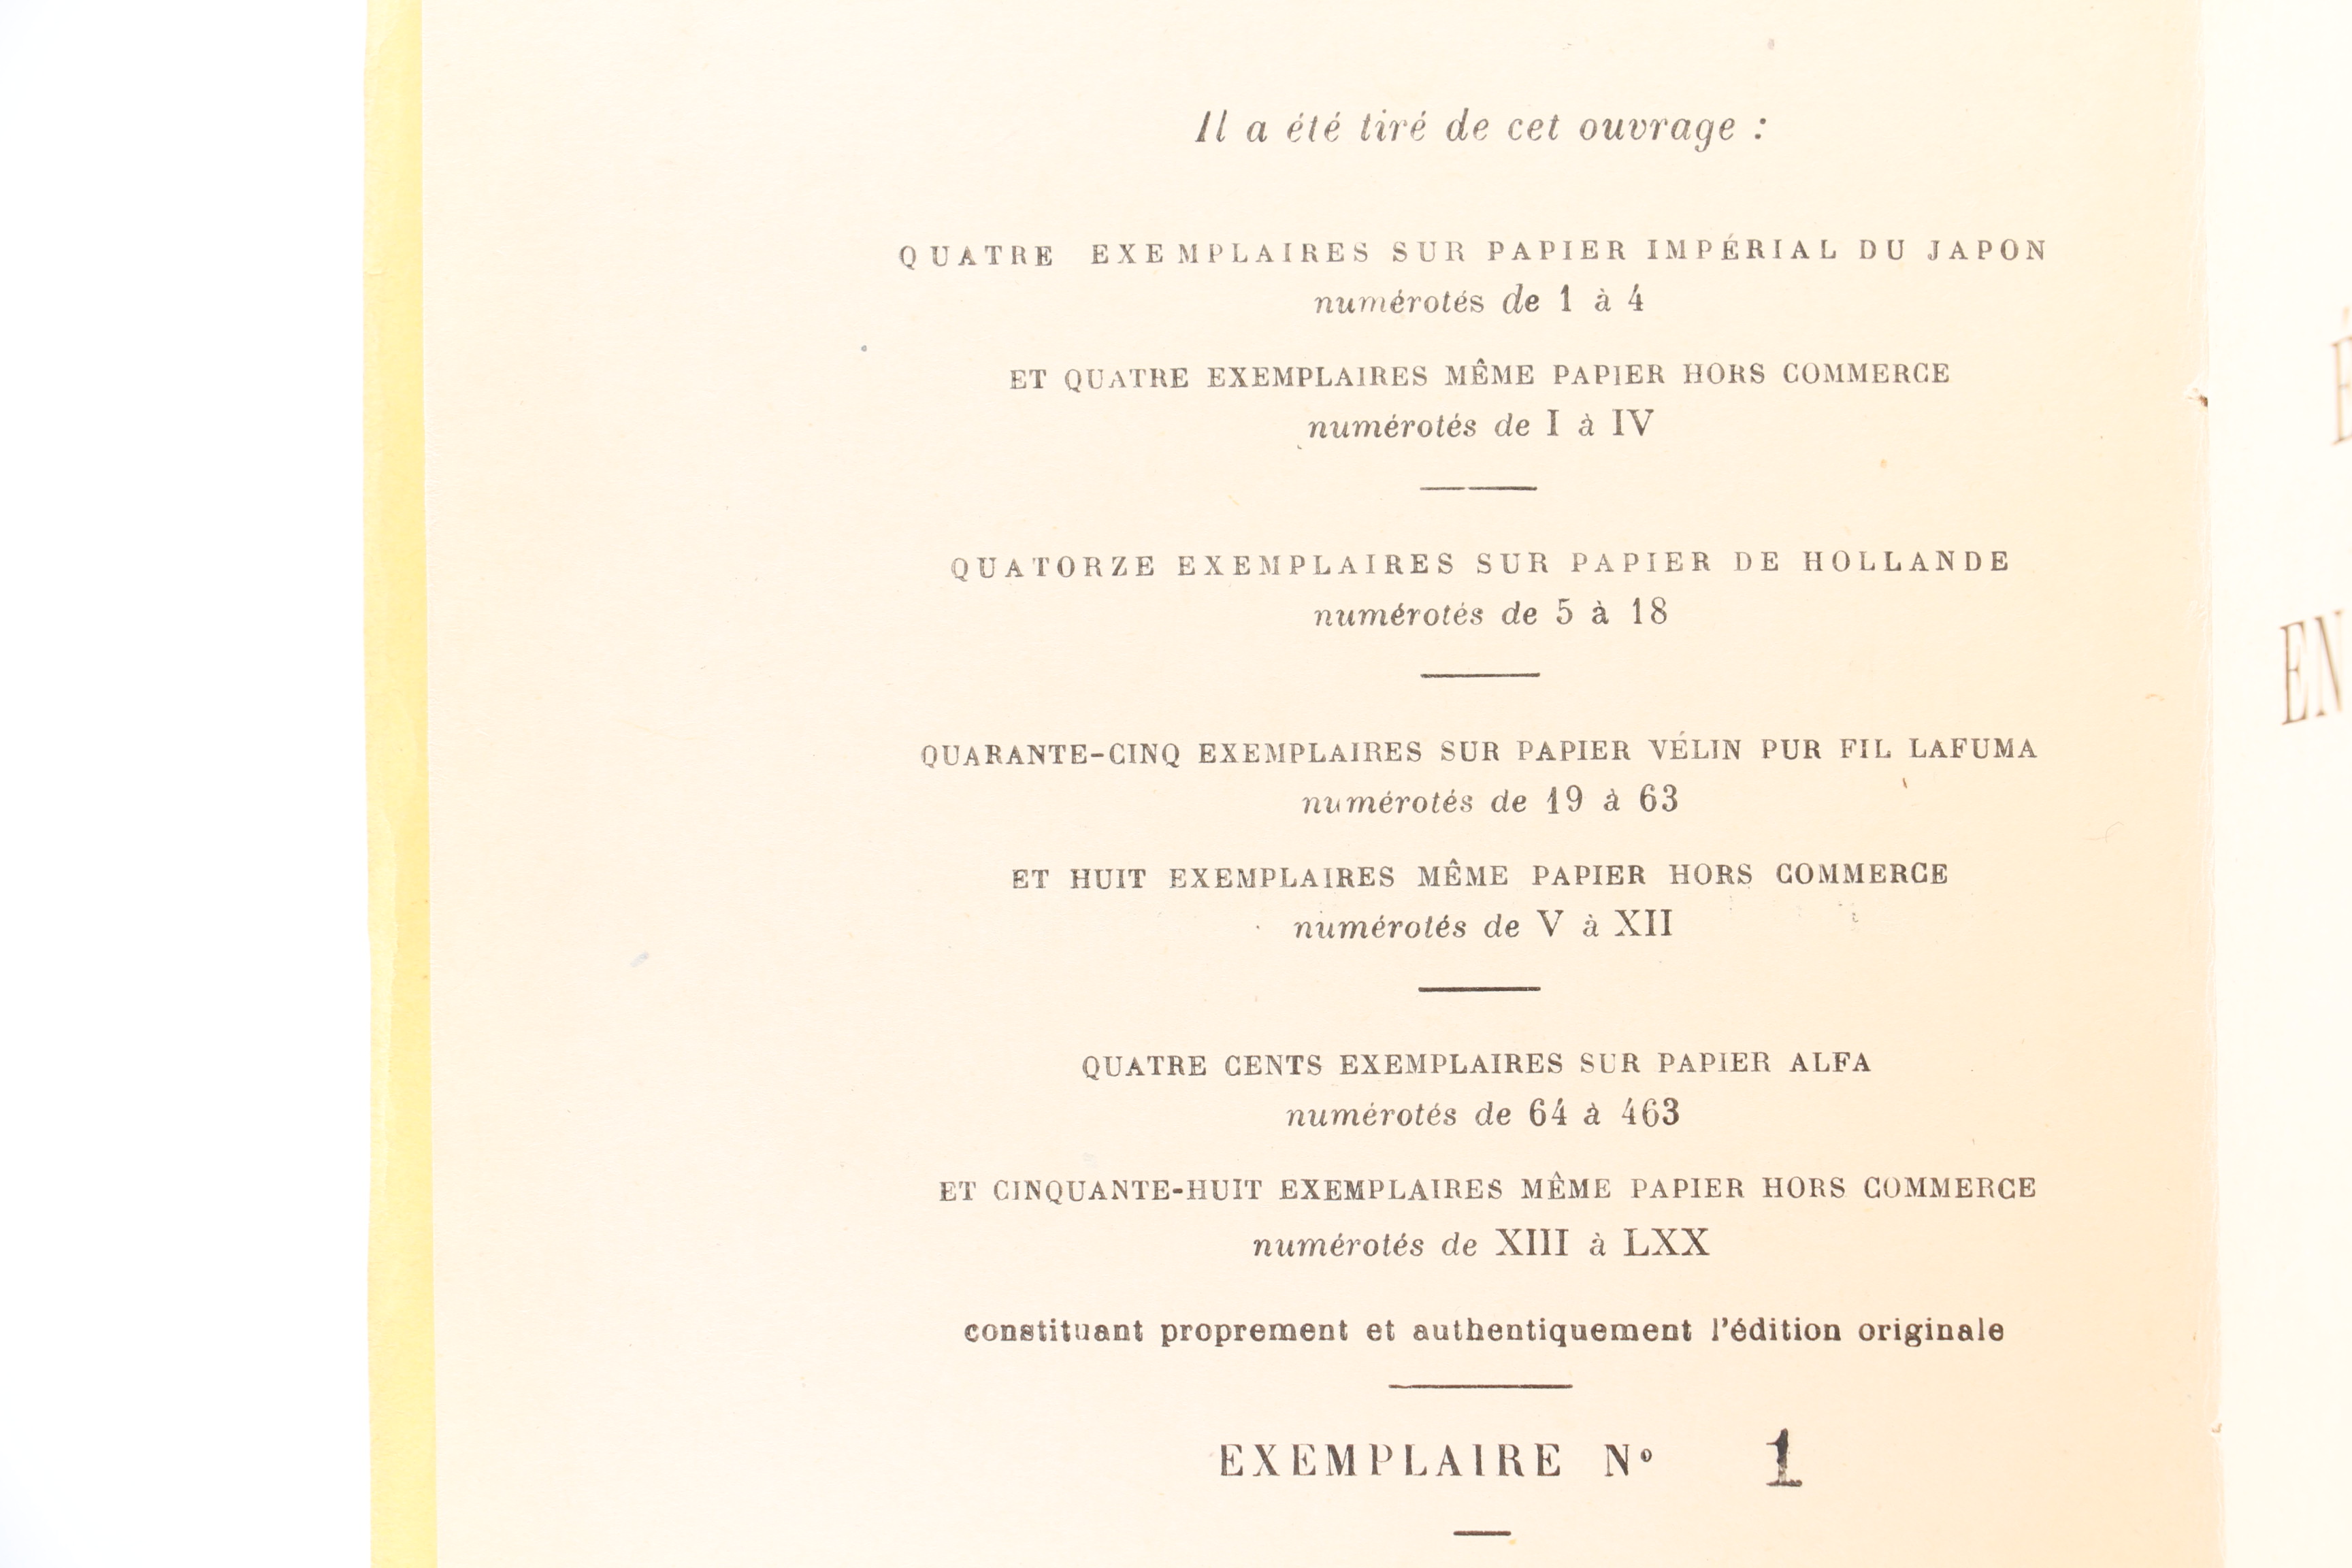 Il a été tiré de cet ouvrage :
QUATRE EXEMPLAIRES SUR PAPIER IMPÉRIAL DU JAPON
numérotés de 1 à 4
ET QUATRE EXEMPLAIRES MÊME PAPIER HORS COMMERCE
numérotés de I à IV
QUATORZE EXEMPLAIRES SUR PAPIER DE HOLLANDE
numérotés de 5 à 18
QUARANTE-CINQ EXEMPLAIRES SUR PAPIER VÉLIN PUR FIL LAFUMA
numérotés de 19 à 63
ET HUIT EXEMPLAIRES MÊME PAPIER HORS COMMERCE
numérotés de V à XII
QUATRE CENTS EXEMPLAIRES SUR PAPIER ALFA
numérotés de 64 à 463
ET CINQUANTE-HUIT EXEMPLAIRES MÊME PAPIER HORS COMMERCE
numérotés de XIII à LXX
constituant proprement et authentiquement l'édition originale
EXEMPLAIRE Nº 1
EN